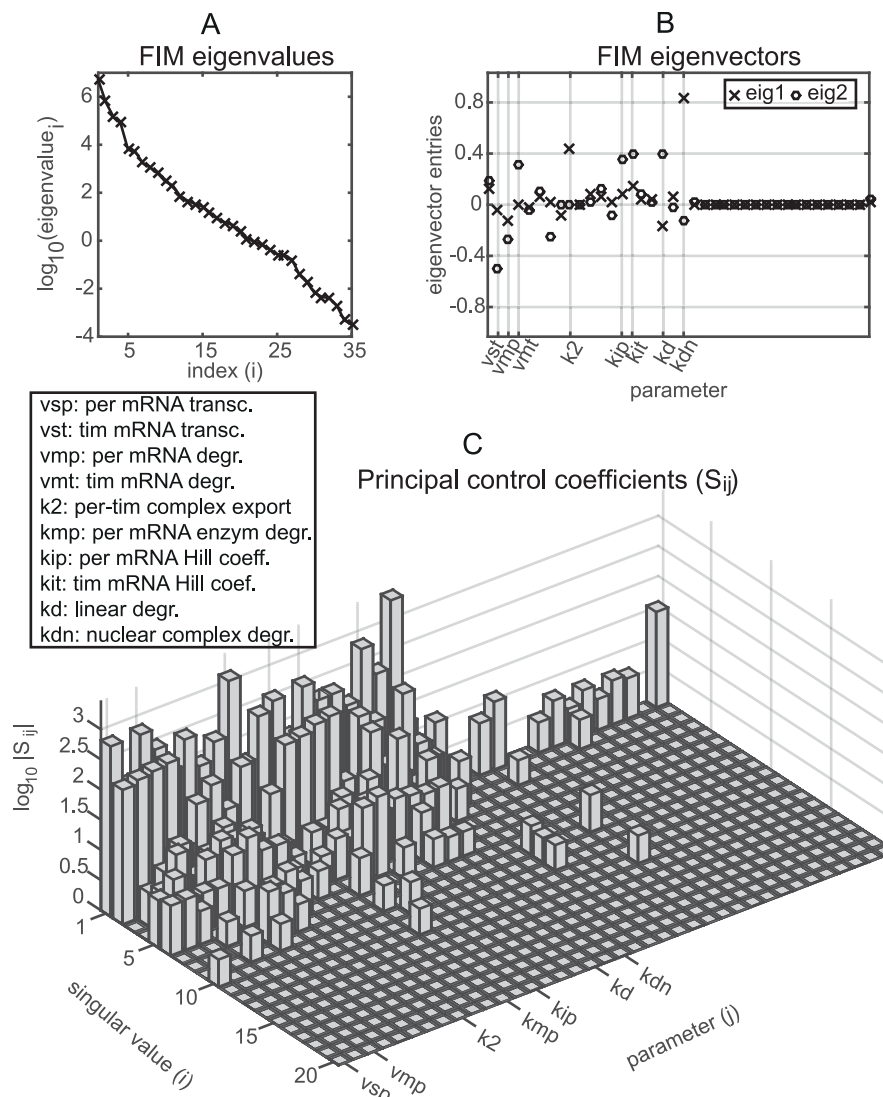 A
FIM eigenvalues
6
4
2
0
-2
-4
log10(eigenvaluei)
5
15
25
35
index (i)
B
FIM eigenvectors
eig1 eig2
0.8
0.4
0
-0.4
-0.8
eigenvector entries
vst
vmp
vmt
k2
kip
kit
kd
kdn
parameter
vsp: per mRNA transc.
vst: tim mRNA transc.
vmp: per mRNA degr.
vmt: tim mRNA degr.
k2: per-tim complex export
kmp: per mRNA enzym degr.
kip: per mRNA Hill coeff.
kit: tim mRNA Hill coef.
kd: linear degr.
kdn: nuclear complex degr.
C
Principal control coefficients (Sij)
3
2.5
2
1.5
1
0.5
0
log10 |Sij|
1
5
10
15
20
singular value (i)
vsp
vmp
k2
kmp
kip
kd
kdn
parameter (j)